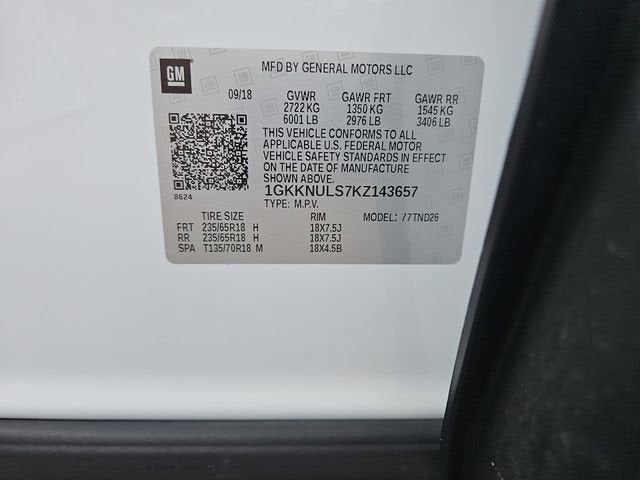 GM
MFD BY GENERAL MOTORS LLC
09/18 GVWR GAWR FRT GAWR RR
2722 KG 1350 KG 1545 KG
6001 LB 2976 LB 3406 LB
THIS VEHICLE CONFORMS TO ALL
APPLICABLE U.S. FEDERAL MOTOR
VEHICLE SAFETY STANDARDS IN EFFECT
ON THE DATE OF MANUFACTURE
SHOWN ABOVE.
8624 1GKKNULS7KZ143657
TYPE: M.P.V.
TIRE SIZE RIM MODEL: 77TND26
FRT 235/65R18 H 18X7.5J
RR 235/65R18 H 18X7.5J
SPA T135/70R18 M 18X4.5B